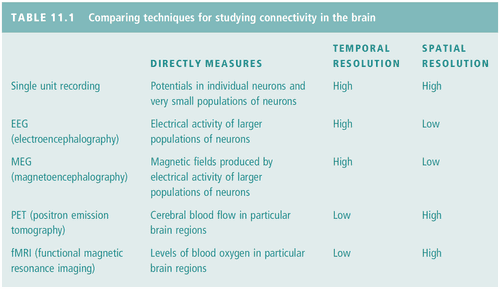 TABLE 11.1 Comparing techniques for studying connectivity in the brain
TEMPORAL SPATIAL
DIRECTLY MEASURES RESOLUTION RESOLUTION
Single unit recording Potentials in individual neurons and High High
very small populations of neurons
EEG Electrical activity of larger High Low
(electroencephalography) populations of neurons
MEG Magnetic fields produced by High Low
(magnetoencephalography) electrical activity of larger
populations of neurons
PET (positron emission Cerebral blood flow in particular Low High
tomography) brain regions
fMRI (functional magnetic Levels of blood oxygen in particular Low High
resonance imaging) brain regions